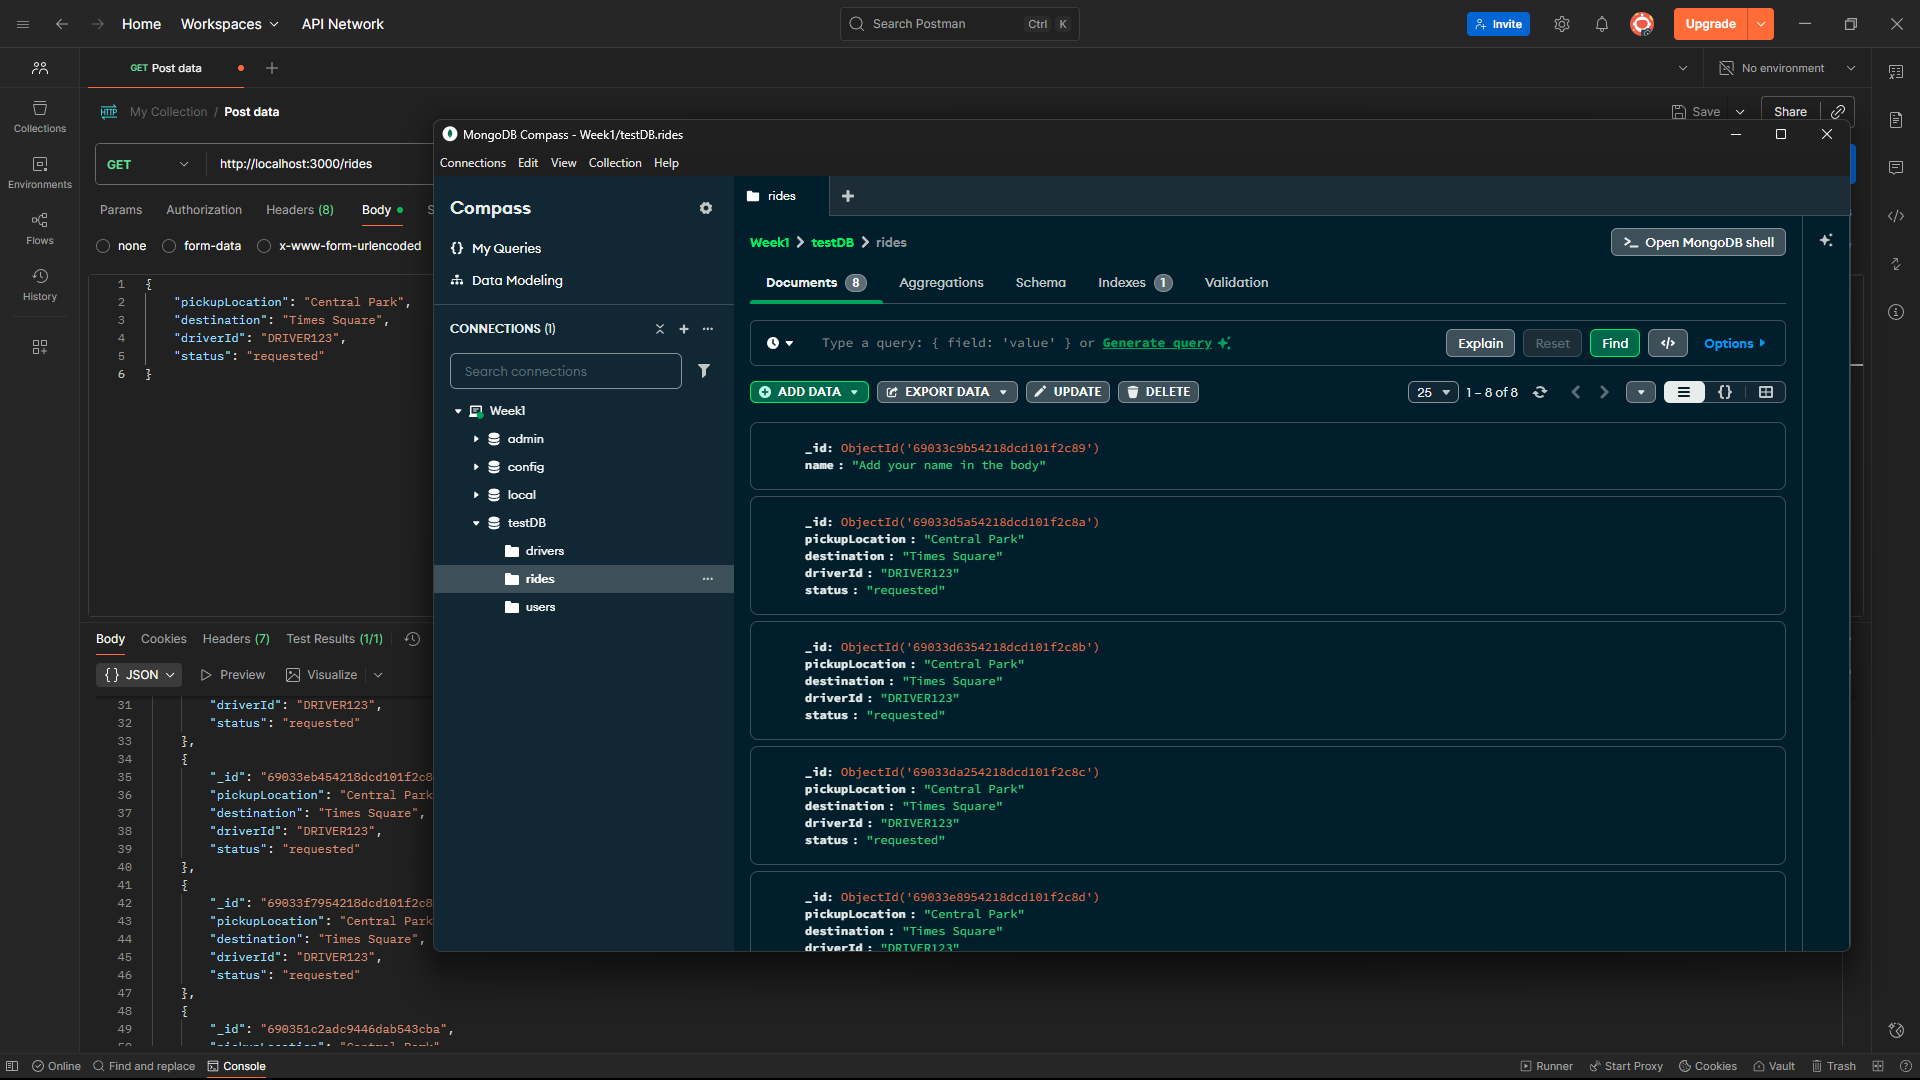 Home
Workspaces
API Network
Search Postman
Ctrl
K
Invite
Upgrade
GET Post data
No environment
Collections
Environments
Flows
History
HTTP
My Collection / Post data
Save
Share
GET
http://localhost:3000/rides
Params
Authorization
Headers (8)
Body
S
none
form-data
x-www-form-urlencoded
1 {
2 "pickupLocation": "Central Park",
3 "destination": "Times Square",
4 "driverId": "DRIVER123",
5 "status": "requested"
6 }
Body
Cookies
Headers (7)
Test Results (1/1)
{} JSON
Preview
Visualize
31 "driverId": "DRIVER123",
32 "status": "requested"
33 },
34 {
35 "_id": "69033eb454218dcd101f2c8
36 "pickupLocation": "Central Park
37 "destination": "Times Square",
38 "driverId": "DRIVER123",
39 "status": "requested"
40 },
41 {
42 "_id": "69033f7954218dcd101f2c8
43 "pickupLocation": "Central Park
44 "destination": "Times Square",
45 "driverId": "DRIVER123",
46 "status": "requested"
47 },
48 {
49 "_id": "690351c2adc9446dab543cba",
50 "pickupLocation": "Central Park"
MongoDB Compass - Week1/testDB.rides
Connections
Edit
View
Collection
Help
Compass
{} My Queries
Data Modeling
CONNECTIONS (1)
Search connections
Week1
admin
config
local
testDB
drivers
rides
users
rides
Week1 > testDB > rides
>_ Open MongoDB shell
Documents 8
Aggregations
Schema
Indexes 1
Validation
Type a query: { field: 'value' } or Generate query
Explain
Reset
Find
</>
Options
ADD DATA
EXPORT DATA
UPDATE
DELETE
25
1 – 8 of 8
{}
_id: ObjectId('69033c9b54218dcd101f2c89')
name : "Add your name in the body"
_id: ObjectId('69033d5a54218dcd101f2c8a')
pickupLocation : "Central Park"
destination : "Times Square"
driverId : "DRIVER123"
status : "requested"
_id: ObjectId('69033d6354218dcd101f2c8b')
pickupLocation : "Central Park"
destination : "Times Square"
driverId : "DRIVER123"
status : "requested"
_id: ObjectId('69033da254218dcd101f2c8c')
pickupLocation : "Central Park"
destination : "Times Square"
driverId : "DRIVER123"
status : "requested"
_id: ObjectId('69033e8954218dcd101f2c8d')
pickupLocation : "Central Park"
destination : "Times Square"
driverId : "DRIVER123"
Online
Find and replace
Console
Runner
Start Proxy
Cookies
Vault
Trash